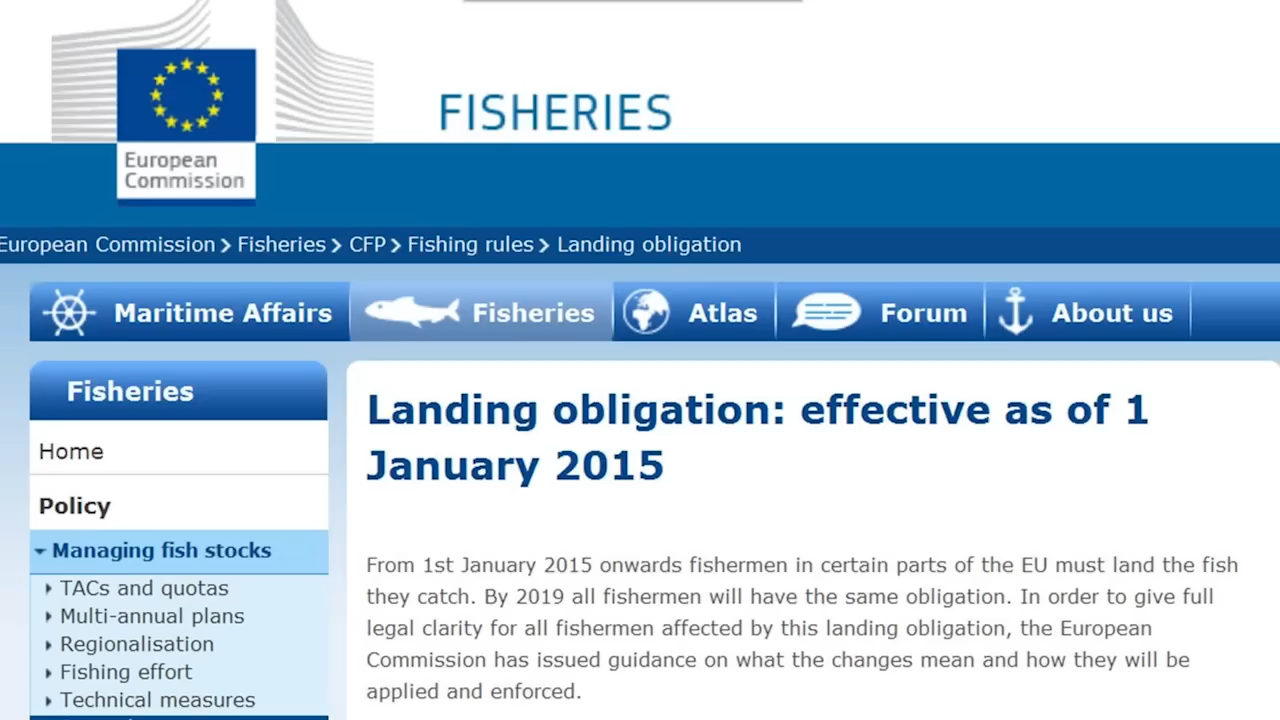 FISHERIES
European
Commission
European Commission > Fisheries > CFP > Fishing rules > Landing obligation
Maritime Affairs
Fisheries
Atlas
Forum
About us
Fisheries
Home
Policy
Managing fish stocks
TACs and quotas
Multi-annual plans
Regionalisation
Fishing effort
Technical measures
Landing obligation: effective as of 1
January 2015
From 1st January 2015 onwards fishermen in certain parts of the EU must land the fish
they catch. By 2019 all fishermen will have the same obligation. In order to give full
legal clarity for all fishermen affected by this landing obligation, the European
Commission has issued guidance on what the changes mean and how they will be
applied and enforced.